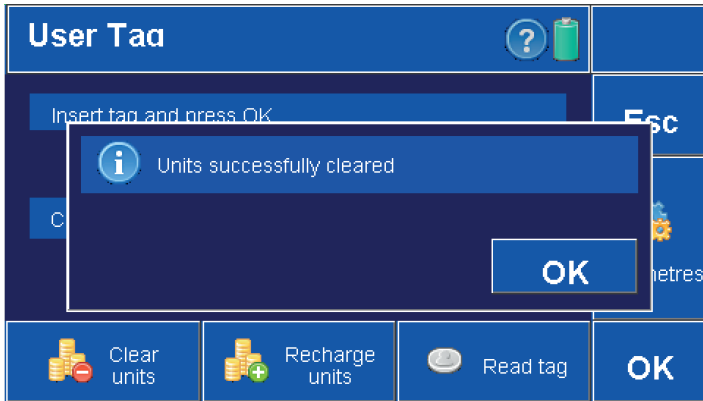 User Tag
?
Insert tag and press OK
Esc
i
Units successfully cleared
C
OK
etres
Clear
units
Recharge
units
Read tag
OK